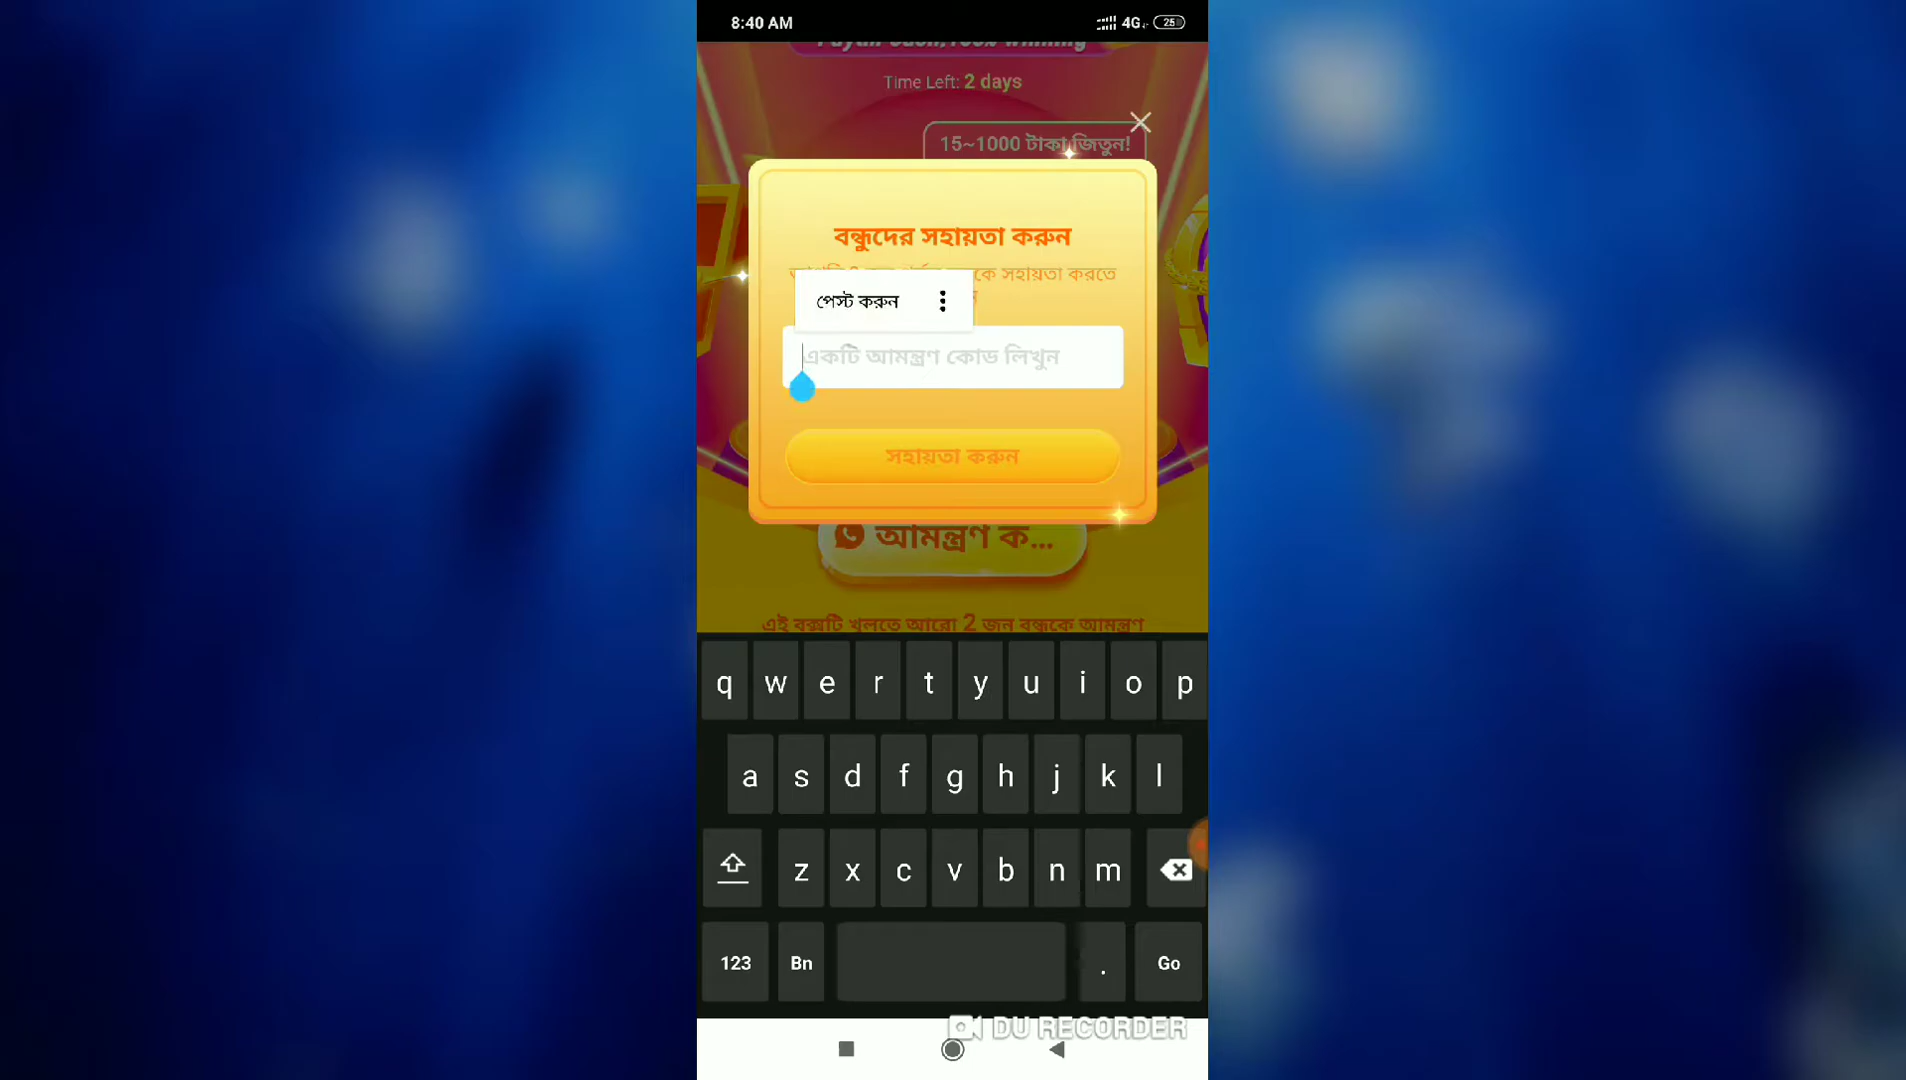 8:40 AM
4G
25
Time Left: 2 days
15~1000 টাকা জিতুন!
বন্ধুদের সহায়তা করুন
কে সহায়তা করতে
পেস্ট করুন
একটি আমন্ত্রণ কোড লিখুন
সহায়তা করুন
আমন্ত্রণ ক...
এই বক্সটি খুলতে আরো 2 জন বন্ধুকে আমন্ত্রণ
q w e r t y u i o p
a s d f g h j k l
z x c v b n m
123 Bn . Go
DU RECORDER